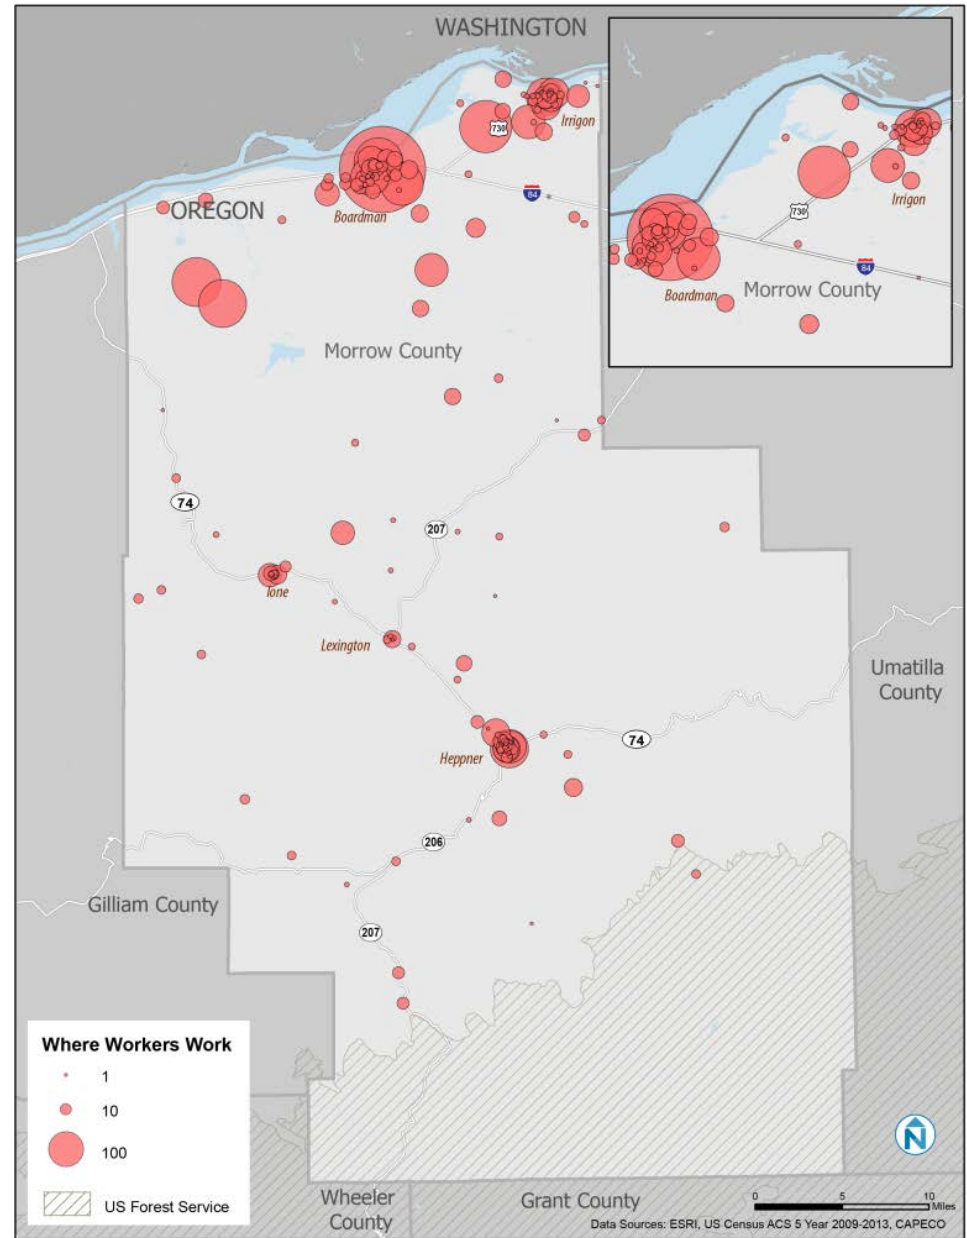 WASHINGTON
Irrigon
730
84
OREGON
Boardman
Morrow County
74
207
Ione
Lexington
Umatilla
County
Heppner
74
206
Gilliam County
207
Irrigon
730
84
Boardman
Morrow County
Where Workers Work
1
10
100
US Forest Service
Wheeler
County
Grant County
N
0 5 10
Miles
Data Sources: ESRI, US Census ACS 5 Year 2009-2013, CAPECO